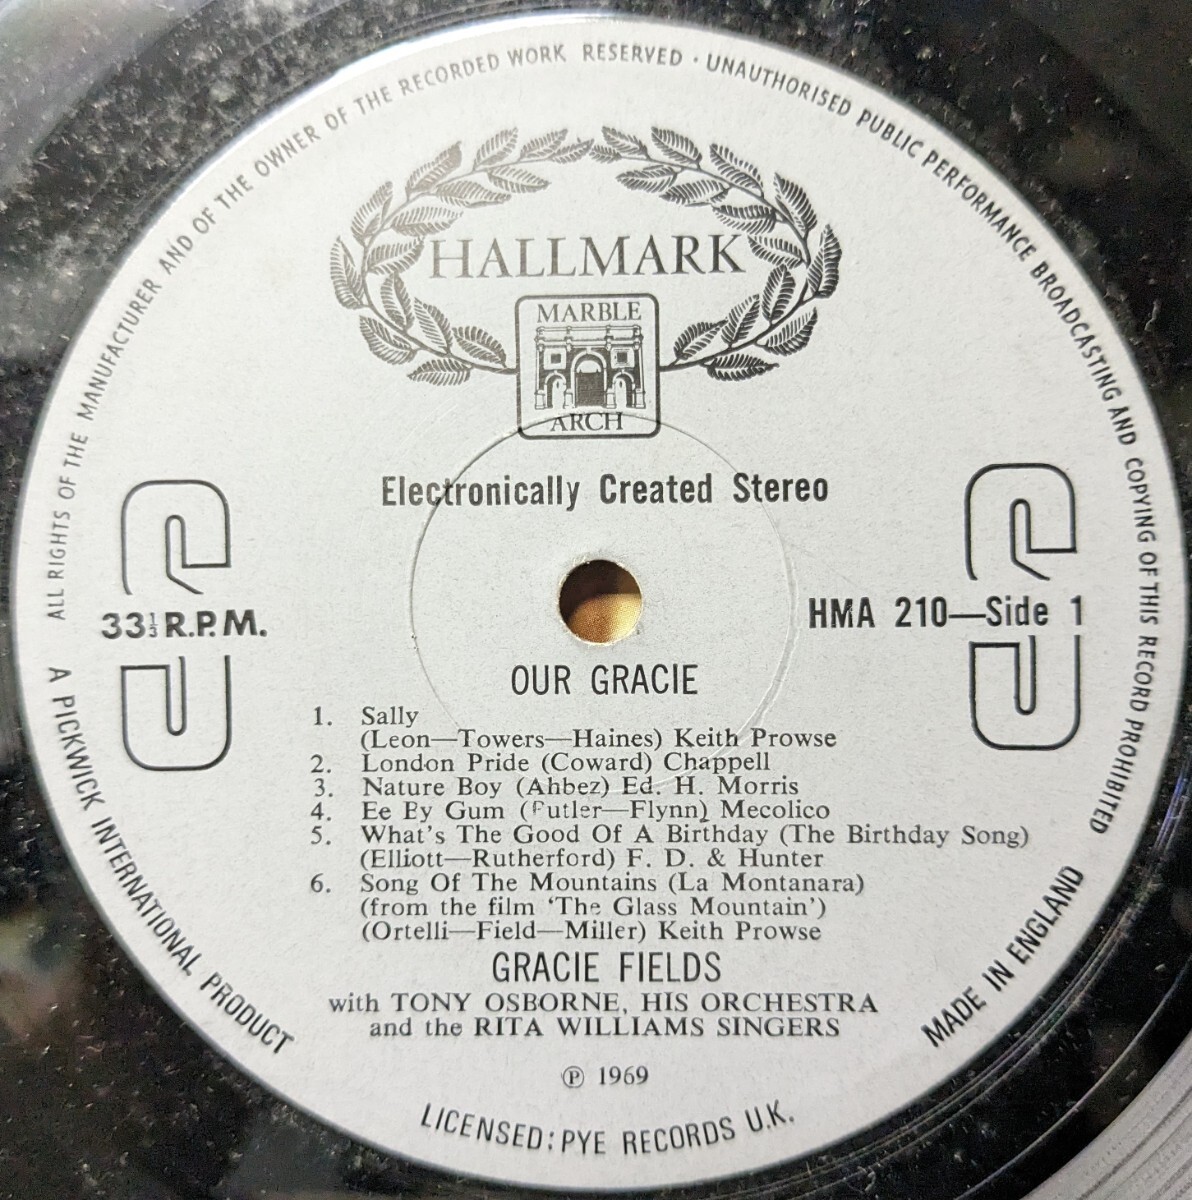 ALL RIGHTS OF THE MANUFACTURER AND OF THE OWNER OF THE RECORDED WORK RESERVED · UNAUTHORISED PUBLIC PERFORMANCE BROADCASTING AND COPYING OF THIS RECORD PROHIBITED
HALLMARK
MARBLE
ARCH
Electronically Created Stereo
33⅓ R.P.M.
HMA 210—Side 1
OUR GRACIE
1. Sally
(Leon—Towers—Haines) Keith Prowse
2. London Pride (Coward) Chappell
3. Nature Boy (Ahbez) Ed. H. Morris
4. Ee By Gum (Futler—Flynn) Mecolico
5. What's The Good Of A Birthday (The Birthday Song)
(Elliott—Rutherford) F. D. & Hunter
6. Song Of The Mountains (La Montanara)
(from the film ‘The Glass Mountain’)
(Ortelli—Field—Miller) Keith Prowse
GRACIE FIELDS
with TONY OSBORNE, HIS ORCHESTRA
and the RITA WILLIAMS SINGERS
℗ 1969
A PICKWICK INTERNATIONAL PRODUCT
LICENSED: PYE RECORDS U.K.
MADE IN ENGLAND